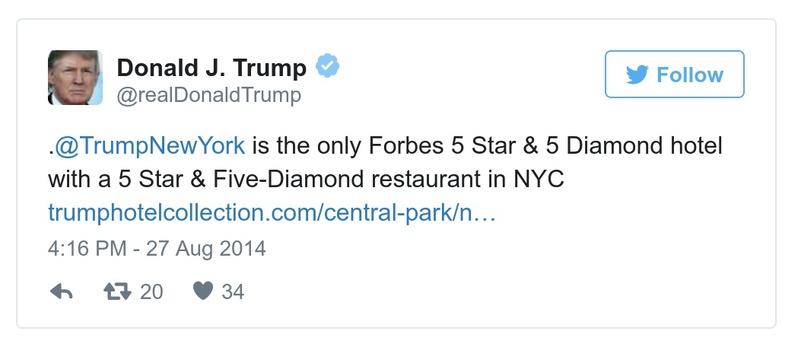 Donald J. Trump
@realDonaldTrump
Follow
.@TrumpNewYork is the only Forbes 5 Star & 5 Diamond hotel
with a 5 Star & Five-Diamond restaurant in NYC
trumphotelcollection.com/central-park/n…
4:16 PM - 27 Aug 2014
20 34